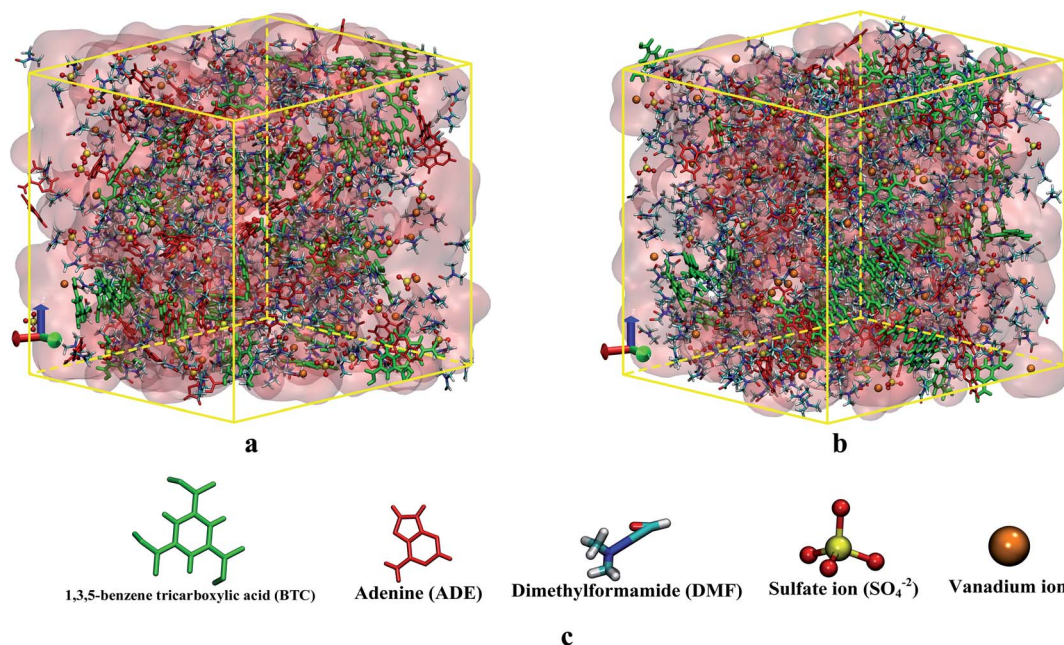 a
b
1,3,5-benzene tricarboxylic acid (BTC)
Adenine (ADE)
Dimethylformamide (DMF)
Sulfate ion (SO₄⁻²)
Vanadium ion
c